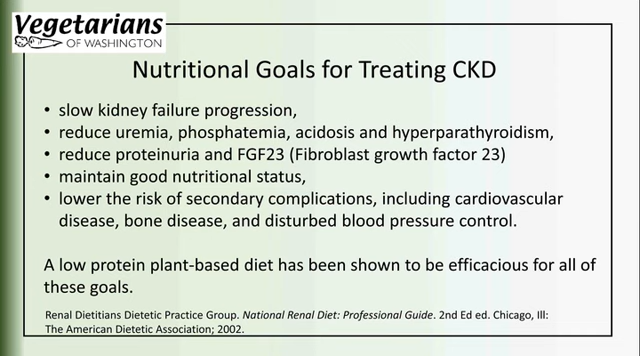 Vegetarians
OF WASHINGTON
Nutritional Goals for Treating CKD
• slow kidney failure progression,
• reduce uremia, phosphatemia, acidosis and hyperparathyroidism,
• reduce proteinuria and FGF23 (Fibroblast growth factor 23)
• maintain good nutritional status,
• lower the risk of secondary complications, including cardiovascular
disease, bone disease, and disturbed blood pressure control.
A low protein plant-based diet has been shown to be efficacious for all of
these goals.
Renal Dietitians Dietetic Practice Group. National Renal Diet: Professional Guide. 2nd Ed ed. Chicago, Ill:
The American Dietetic Association; 2002.